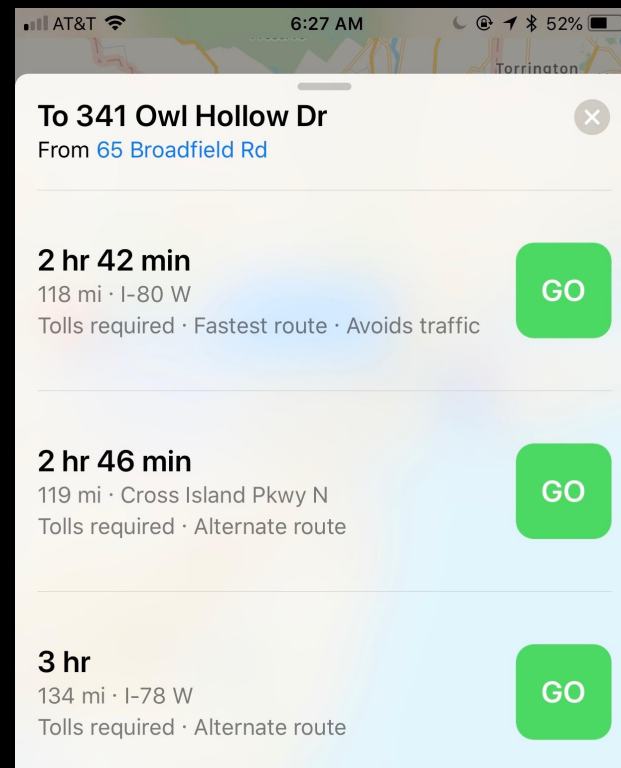 AT&T 6:27 AM 52%
Torrington
To 341 Owl Hollow Dr
From 65 Broadfield Rd
2 hr 42 min
118 mi · I-80 W
Tolls required · Fastest route · Avoids traffic
GO
2 hr 46 min
119 mi · Cross Island Pkwy N
Tolls required · Alternate route
GO
3 hr
134 mi · I-78 W
Tolls required · Alternate route
GO